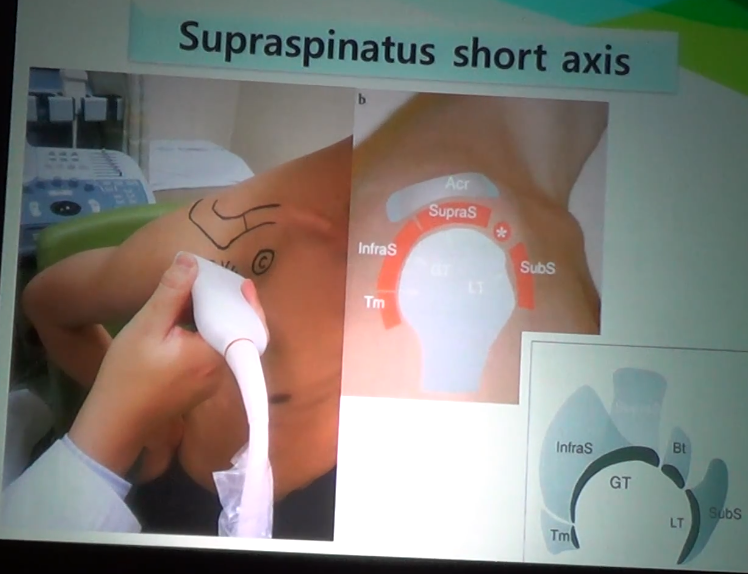 Supraspinatus short axis
b
Acr
SupraS
*
InfraS
SubS
GT
LT
Tm
©
InfraS
Bt
GT
SubS
LT
Tm